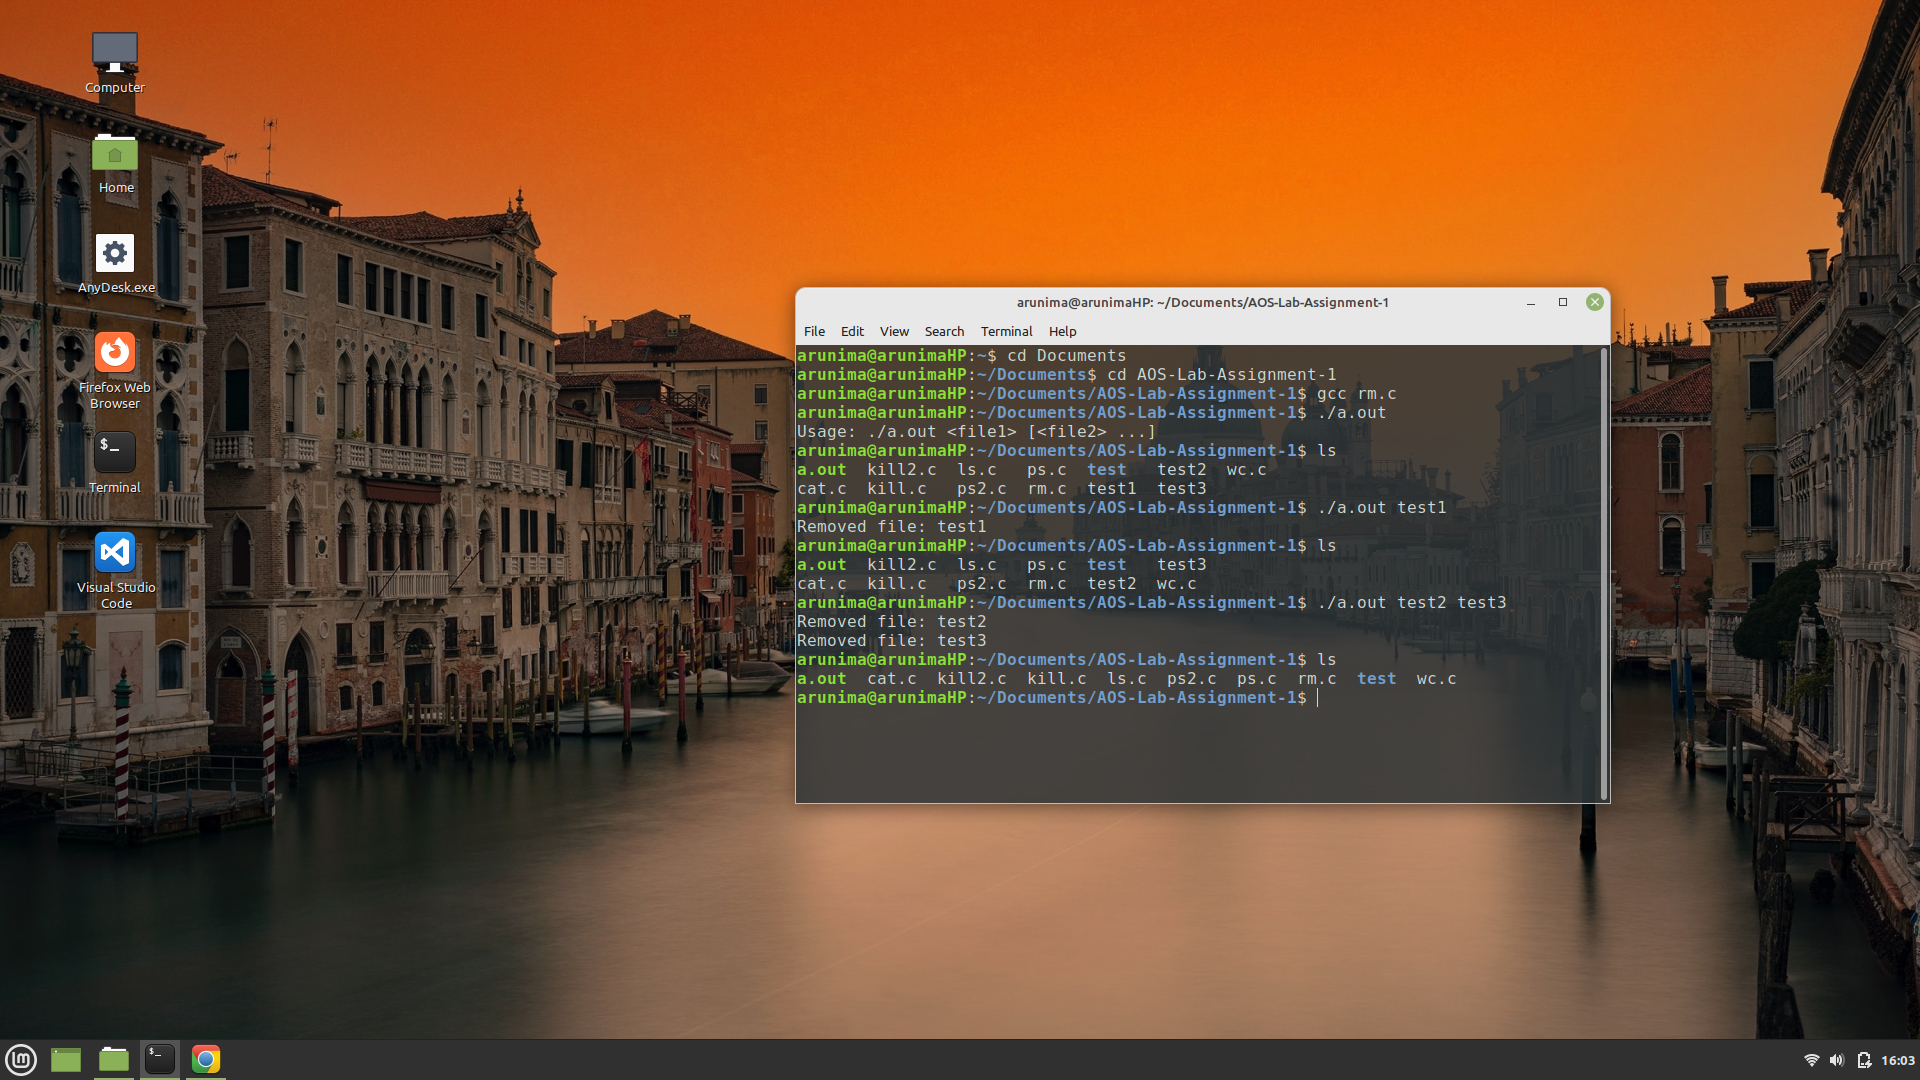 Computer
Home
AnyDesk.exe
Firefox Web
Browser
$_
Terminal
Visual Studio
Code
arunima@arunimaHP: ~/Documents/AOS-Lab-Assignment-1
File Edit View Search Terminal Help
arunima@arunimaHP:~$ cd Documents
arunima@arunimaHP:~/Documents$ cd AOS-Lab-Assignment-1
arunima@arunimaHP:~/Documents/AOS-Lab-Assignment-1$ gcc rm.c
arunima@arunimaHP:~/Documents/AOS-Lab-Assignment-1$ ./a.out
Usage: ./a.out <file1> [<file2> ...]
arunima@arunimaHP:~/Documents/AOS-Lab-Assignment-1$ ls
a.out  kill2.c  ls.c   ps.c  test   test2  wc.c
cat.c  kill.c   ps2.c  rm.c  test1  test3
arunima@arunimaHP:~/Documents/AOS-Lab-Assignment-1$ ./a.out test1
Removed file: test1
arunima@arunimaHP:~/Documents/AOS-Lab-Assignment-1$ ls
a.out  kill2.c  ls.c   ps.c  test   test3
cat.c  kill.c   ps2.c  rm.c  test2  wc.c
arunima@arunimaHP:~/Documents/AOS-Lab-Assignment-1$ ./a.out test2 test3
Removed file: test2
Removed file: test3
arunima@arunimaHP:~/Documents/AOS-Lab-Assignment-1$ ls
a.out  cat.c  kill2.c  kill.c  ls.c  ps2.c  ps.c  rm.c  test  wc.c
arunima@arunimaHP:~/Documents/AOS-Lab-Assignment-1$
$_
16:03